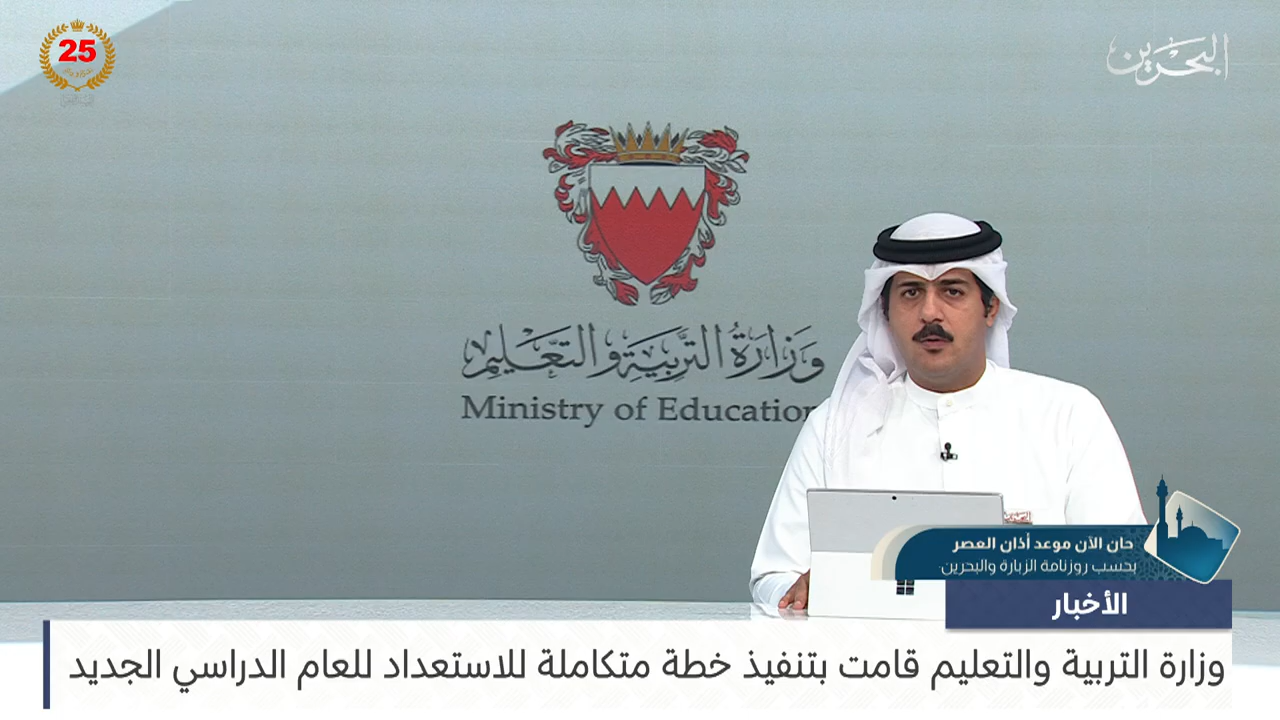 25
البحرين
وزارة التربية والتعليم
Ministry of Education
حان الآن موعد أذان العصر
بحسب روزنامة الزبارة والبحرين
الأخبار
وزارة التربية والتعليم قامت بتنفيذ خطة متكاملة للاستعداد للعام الدراسي الجديد